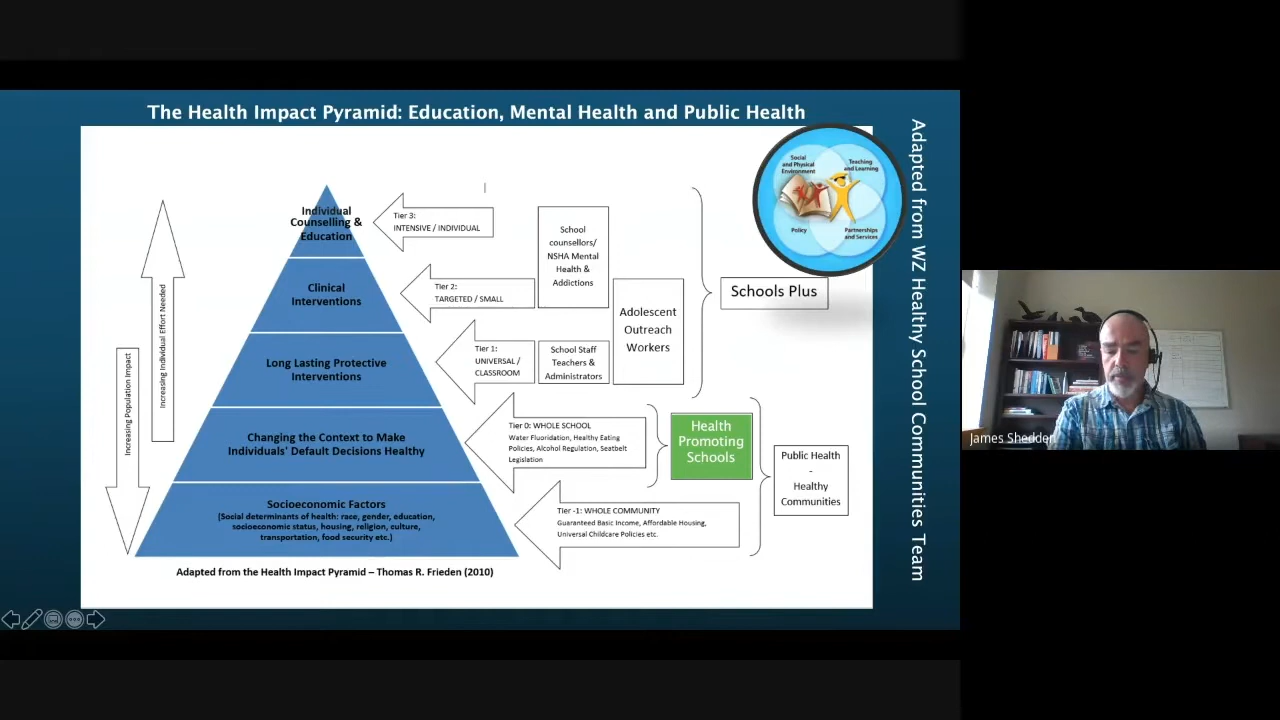 The Health Impact Pyramid: Education, Mental Health and Public Health
Adapted from WZ Healthy School Communities Team
Social
and Physical
Environment
Teaching
and Learning
Policy
Partnerships
and Services
Increasing Population Impact
Increasing Individual Effort Needed
Individual
Counselling &
Education
Clinical
Interventions
Long Lasting Protective
Interventions
Changing the Context to Make
Individuals' Default Decisions Healthy
Socioeconomic Factors
(Social determinants of health: race, gender, education,
socioeconomic status, housing, religion, culture,
transportation, food security etc.)
Tier 3:
INTENSIVE / INDIVIDUAL
Tier 2:
TARGETED / SMALL
Tier 1:
UNIVERSAL /
CLASSROOM
Tier 0: WHOLE SCHOOL
Water Fluoridation, Healthy Eating
Policies, Alcohol Regulation, Seatbelt
Legislation
Tier -1: WHOLE COMMUNITY
Guaranteed Basic Income, Affordable Housing,
Universal Childcare Policies etc.
School
counsellors/
NSHA Mental
Health &
Addictions
School Staff
Teachers &
Administrators
Adolescent
Outreach
Workers
Schools Plus
Health
Promoting
Schools
Public Health
-
Healthy
Communities
Adapted from the Health Impact Pyramid – Thomas R. Frieden (2010)
James Shedden